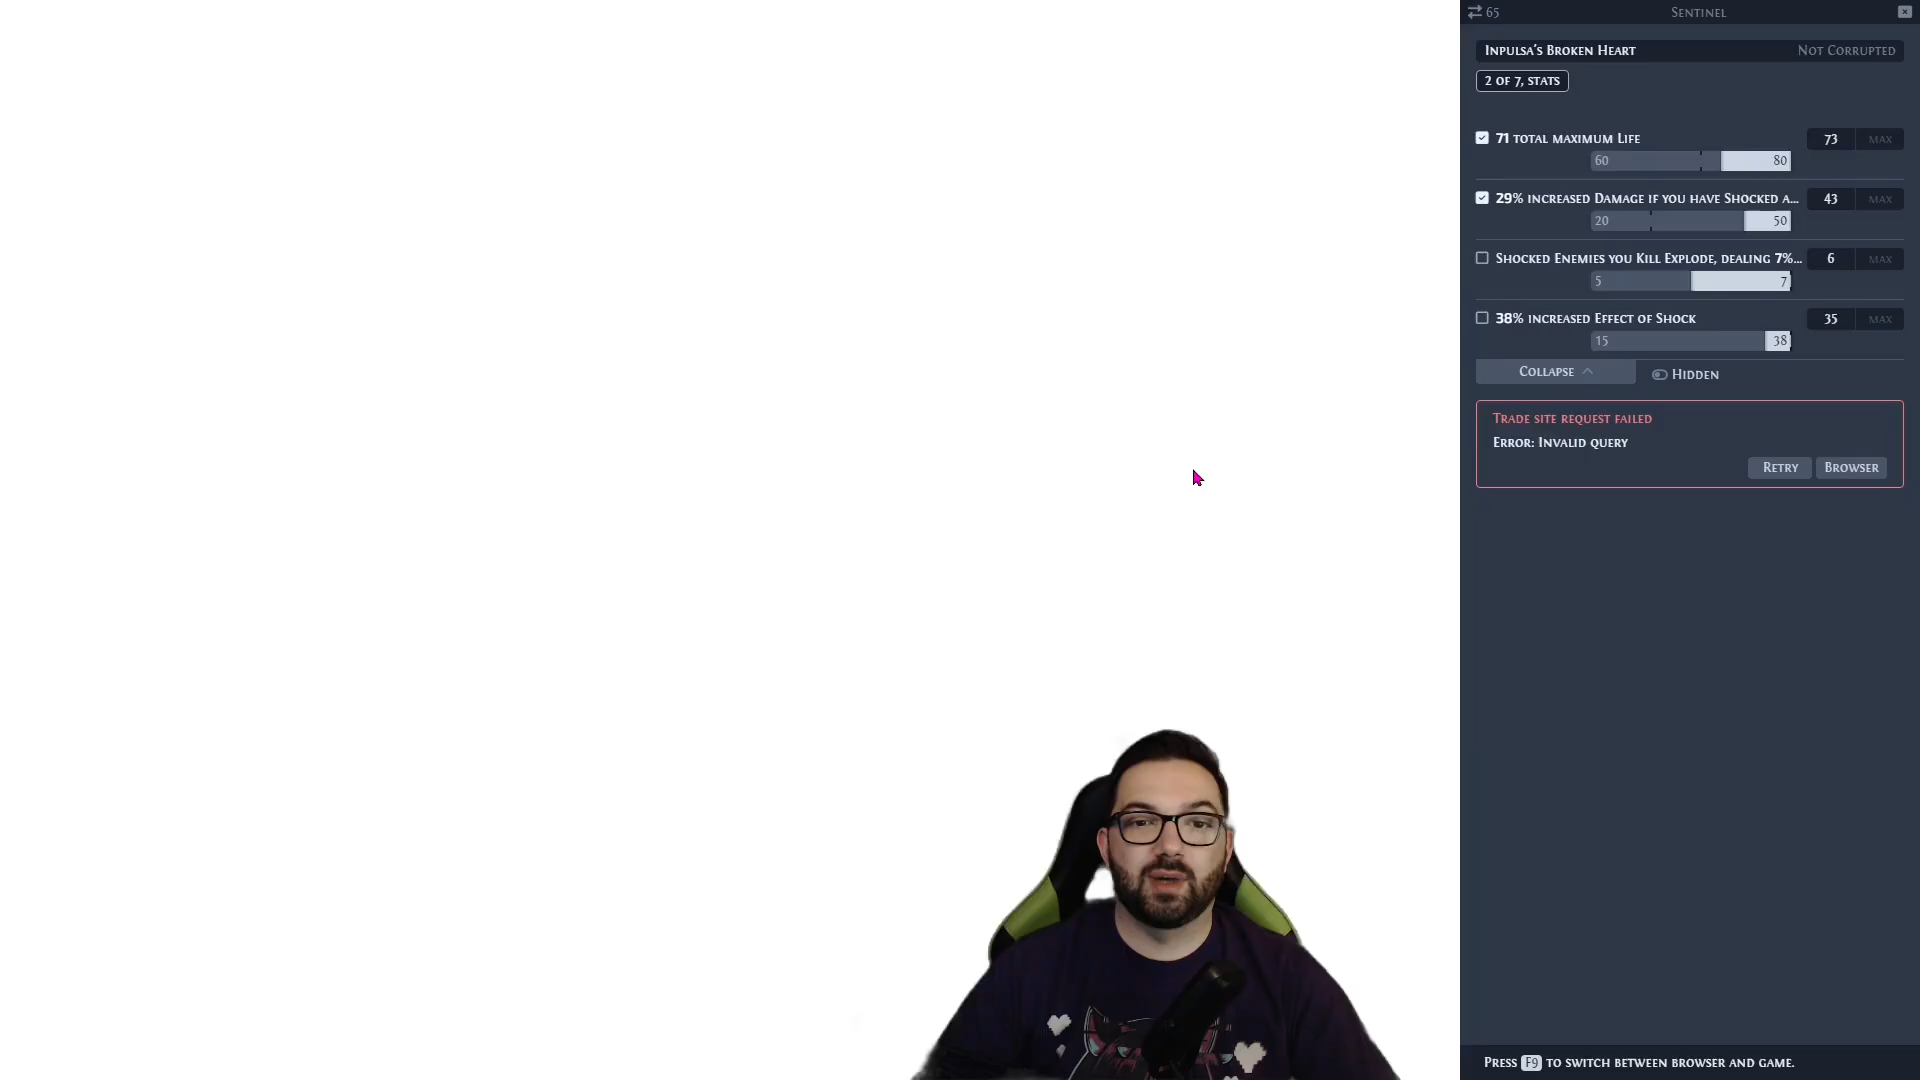 65
Sentinel
Inpulsa's Broken Heart
Not Corrupted
2 of 7, stats
71 total maximum Life
73
MAX
60
80
29% increased Damage if you have Shocked a...
43
MAX
20
50
Shocked Enemies you Kill Explode, dealing 7%...
6
MAX
5
7
38% increased Effect of Shock
35
MAX
15
38
Collapse
Hidden
Trade site request failed
Error: Invalid query
Retry
Browser
Press F9 to switch between browser and game.